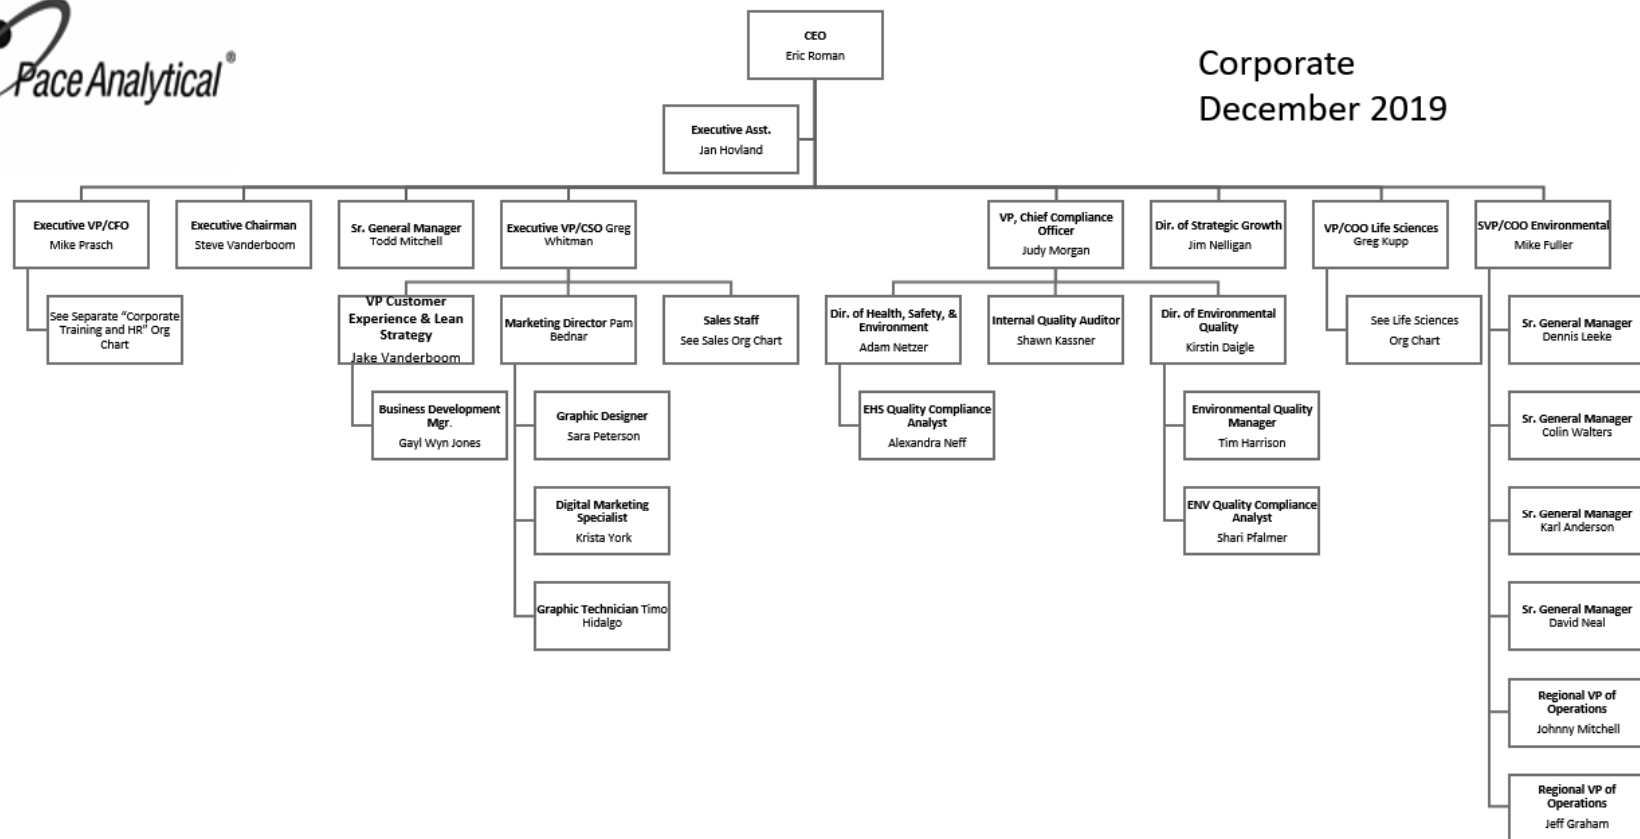 Pace Analytical®
Corporate
December 2019
CEO
Eric Roman
Executive Asst.
Jan Hovland
Executive VP/CFO
Mike Prasch
Executive Chairman
Steve Vanderboom
Sr. General Manager
Todd Mitchell
Executive VP/CSO Greg
Whitman
VP, Chief Compliance
Officer
Judy Morgan
Dir. of Strategic Growth
Jim Nelligan
VP/COO Life Sciences
Greg Kupp
SVP/COO Environmental
Mike Fuller
See Separate "Corporate
Training and HR" Org
Chart
VP Customer
Experience & Lean
Strategy
Jake Vanderboom
Marketing Director Pam
Bednar
Sales Staff
See Sales Org Chart
Dir. of Health, Safety, &
Environment
Adam Netzer
Internal Quality Auditor
Shawn Kassner
Dir. of Environmental
Quality
Kirstin Daigle
See Life Sciences
Org Chart
Sr. General Manager
Dennis Leeke
Business Development
Mgr.
Gayl Wyn Jones
Graphic Designer
Sara Peterson
EHS Quality Compliance
Analyst
Alexandra Neff
Environmental Quality
Manager
Tim Harrison
Sr. General Manager
Colin Walters
Digital Marketing
Specialist
Krista York
ENV Quality Compliance
Analyst
Shari Pfalmer
Sr. General Manager
Karl Anderson
Graphic Technician Timo
Hidalgo
Sr. General Manager
David Neal
Regional VP of
Operations
Johnny Mitchell
Regional VP of
Operations
Jeff Graham